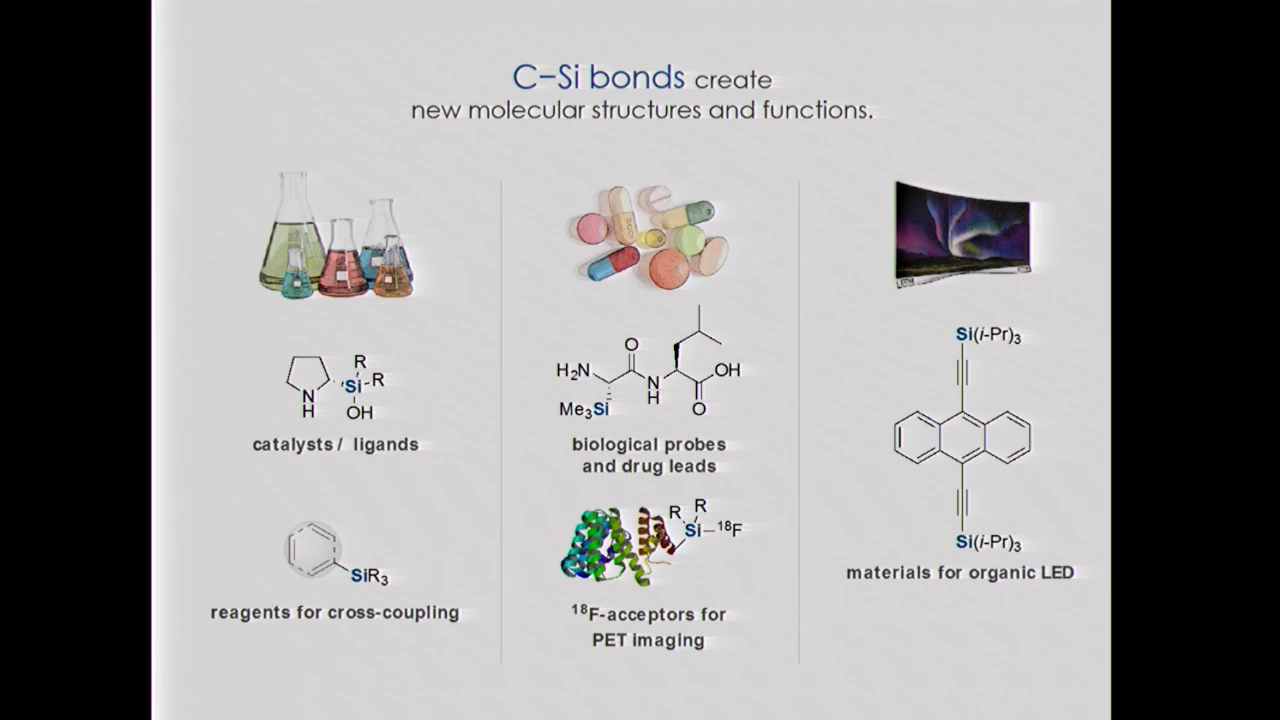 C–Si bonds create
new molecular structures and functions.
R
Si
R
N
H
OH
catalysts / ligands
SiR3
reagents for cross-coupling
O
H2N
N
H
OH
O
Me3Si
biological probes
and drug leads
R
R
Si
18F
18F-acceptors for
PET imaging
Si(i-Pr)3
Si(i-Pr)3
materials for organic LED